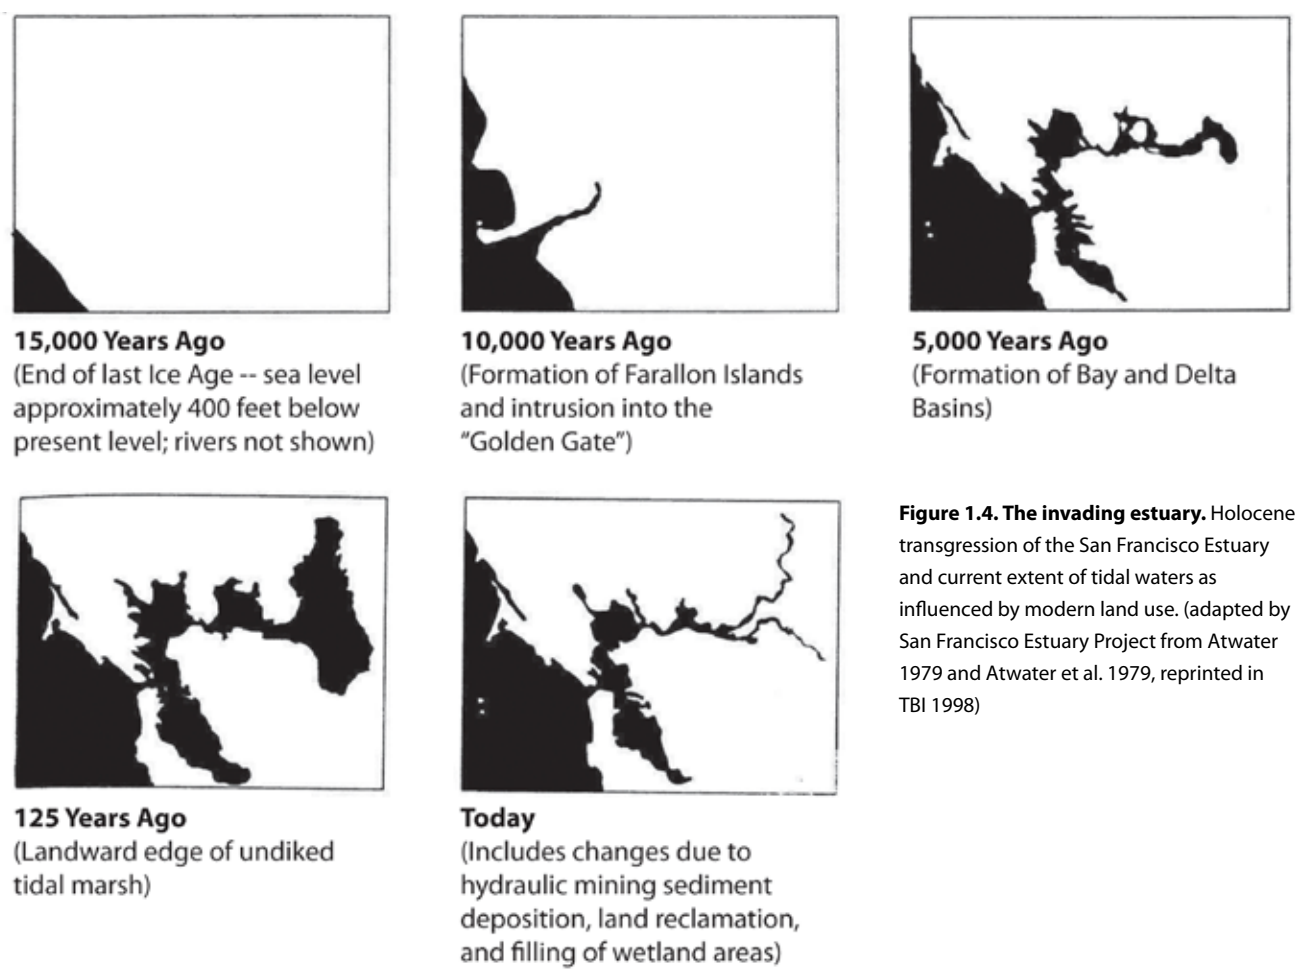 15,000 Years Ago
(End of last Ice Age -- sea level
approximately 400 feet below
present level; rivers not shown)
10,000 Years Ago
(Formation of Farallon Islands
and intrusion into the
“Golden Gate”)
5,000 Years Ago
(Formation of Bay and Delta
Basins)
125 Years Ago
(Landward edge of undiked
tidal marsh)
Today
(Includes changes due to
hydraulic mining sediment
deposition, land reclamation,
and filling of wetland areas)
Figure 1.4. The invading estuary. Holocene
transgression of the San Francisco Estuary
and current extent of tidal waters as
influenced by modern land use. (adapted by
San Francisco Estuary Project from Atwater
1979 and Atwater et al. 1979, reprinted in
TBI 1998)